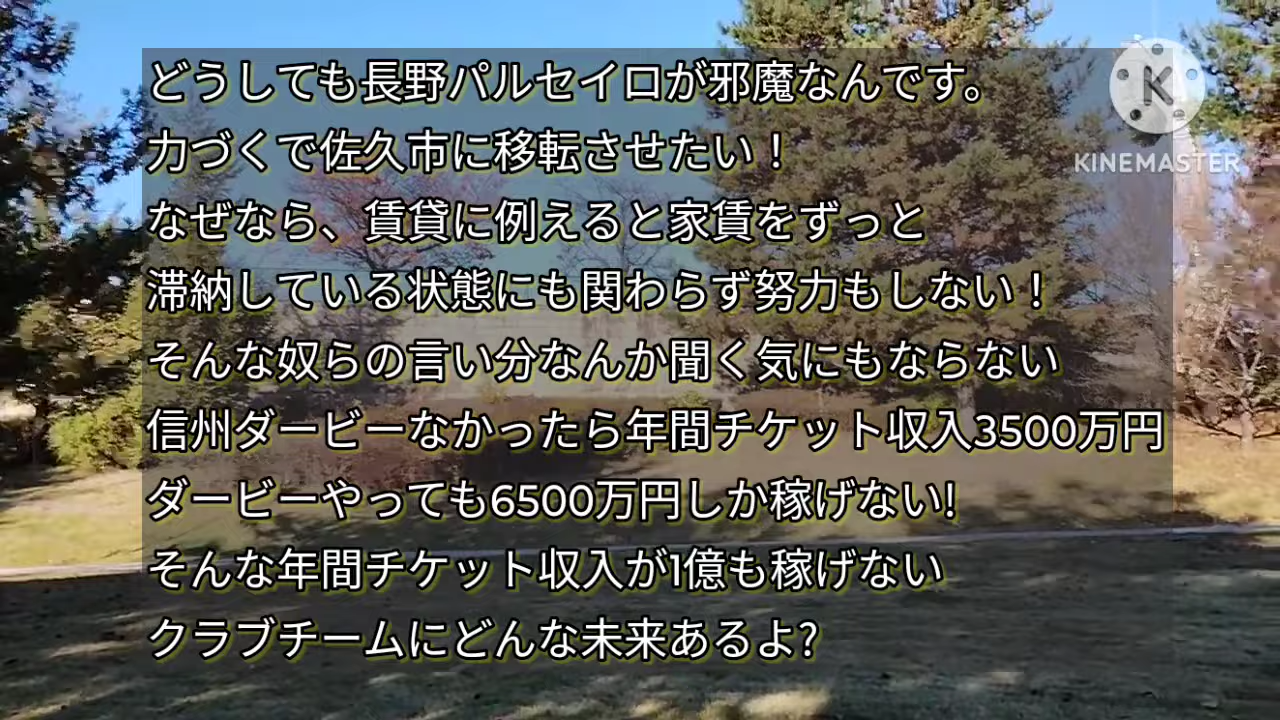 どうしても長野パルセイロが邪魔なんです。
力づくで佐久市に移転させたい！
なぜなら、賃貸に例えると家賃をずっと
滞納している状態にも関わらず努力もしない！
そんな奴らの言い分なんか聞く気にもならない
信州ダービーなかったら年間チケット収入3500万円
ダービーやっても6500万円しか稼げない!
そんな年間チケット収入が1億も稼げない
クラブチームにどんな未来あるよ?
K
KINEMASTER